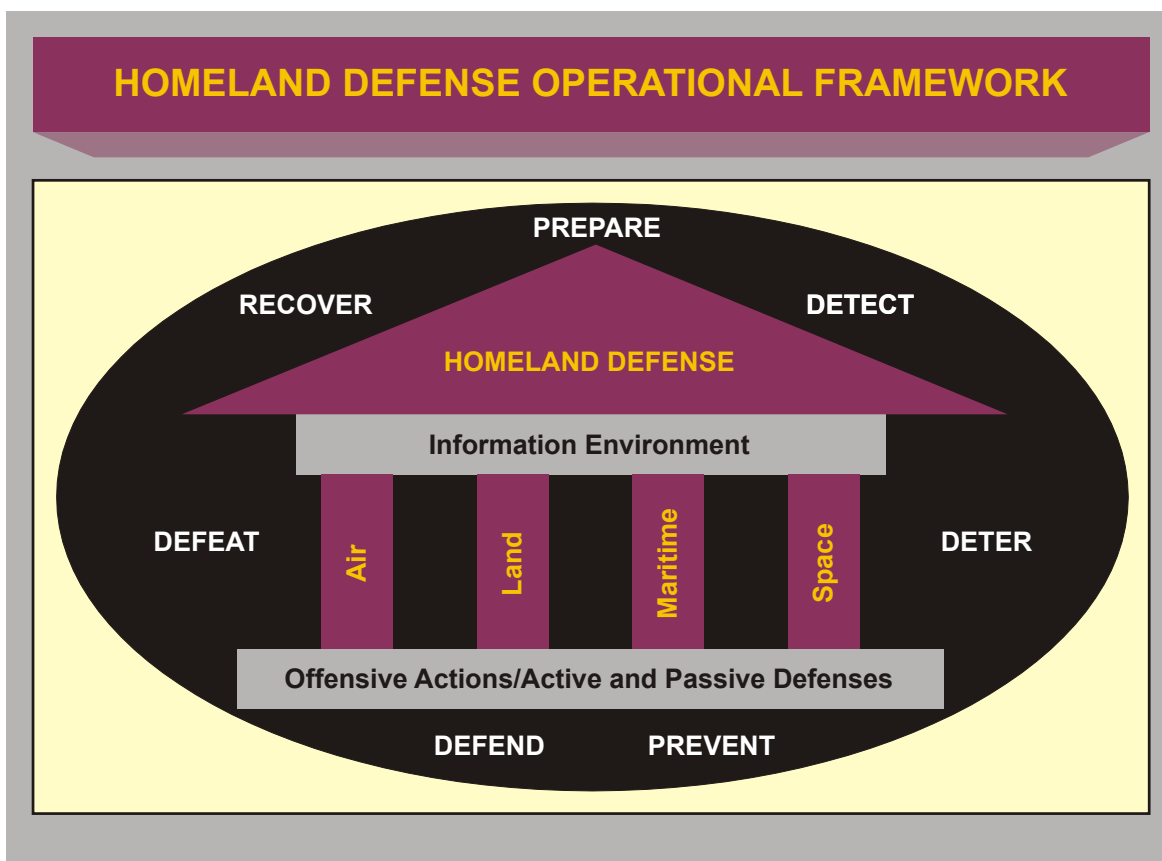 HOMELAND DEFENSE OPERATIONAL FRAMEWORK
PREPARE
RECOVER
DETECT
HOMELAND DEFENSE
Information Environment
DEFEAT
Air
Land
Maritime
Space
DETER
Offensive Actions/Active and Passive Defenses
DEFEND
PREVENT